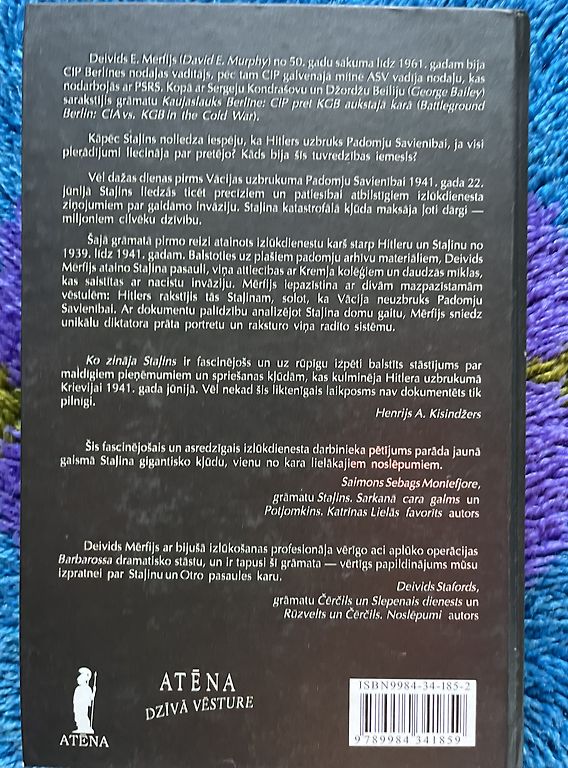 Deivids E. Merfijs (David E. Murphy) no 50. gadu sākuma līdz 1961. gadam bija
CIP Berlīnes nodaļas vadītājs, pēc tam CIP galvenajā mītnē ASV vadīja nodaļu, kas
nodarbojās ar PSRS. Kopā ar Sergeju Kondrašovu un Džordžu Beiliju (George Bailey)
sarakstījis grāmatu Kaujaslauks Berlīne: CIP pret KGB aukstajā karā (Battleground
Berlin: CIA vs. KGB in the Cold War).
Kāpēc Staļins noliedza iespēju, ka Hitlers uzbruks Padomju Savienībai, ja visi
pierādījumi liecināja par pretējo? Kāds bija šīs tuvredzības iemesls?
Vēl dažas dienas pirms Vācijas uzbrukuma Padomju Savienībai 1941. gada 22.
jūnijā Staļins liedzās ticēt precīziem un patiesībai atbilstīgiem izlūkdienesta
ziņojumiem par gaidāmo invāziju. Staļina katastrofālā kļūda maksāja ļoti dārgi —
miljoniem cilvēku dzīvību.
Šajā grāmatā pirmo reizi atainots izlūkdienestu karš starp Hitleru un Staļinu no
1939. līdz 1941. gadam. Balstoties uz plašiem padomju arhīvu materiāliem, Deivids
Mērfijs ataino Staļina pasauli, viņa attiecības ar Kremļa kolēģiem un daudzās mīklas,
kas saistītas ar nacistu invāziju. Mērfijs iepazīstina ar divām mazpazīstamām
vēstulēm: Hitlers rakstījis tās Staļinam, solot, ka Vācija neuzbruks Padomju
Savienībai. Ar dokumentu palīdzību analizējot Staļina domu gaitu, Mērfijs sniedz
unikālu diktatora prāta portretu un raksturo viņa radīto sistēmu.
Ko zināja Staļins ir fascinējošs un uz rūpīgu izpēti balstīts stāstījums par
maldīgiem pieņēmumiem un spriešanas kļūdām, kas kulminēja Hitlera uzbrukumā
Krievijai 1941. gada jūnijā. Vēl nekad šis liktenīgais laikposms nav dokumentēts tik
pilnīgi.
Henrijs A. Kisindžers
Šis fascinējošais un asredzīgais izlūkdienesta darbinieka pētījums parāda jaunā
gaismā Staļina gigantisko kļūdu, vienu no kara lielākajiem noslēpumiem.
Saimons Sebags Montefjore,
grāmatu Staļins. Sarkanā cara galms un
Potjomkins. Katrīnas Lielās favorīts autors
Deivids Mērfijs ar bijušā izlūkošanas profesionāļa vērīgo aci aplūko operācijas
Barbarossa dramatisko stāstu, un ir tapusi šī grāmata — vērtīgs papildinājums mūsu
izpratnei par Staļinu un Otro pasaules karu.
Deivids Stafords,
grāmatu Čērčils un Slepenais dienests un
Rūzvelts un Čērčils. Noslēpumi autors
ATĒNA
ATĒNA
DZĪVĀ VĒSTURE
ISBN 9984-34-185-2
9 789984 341859